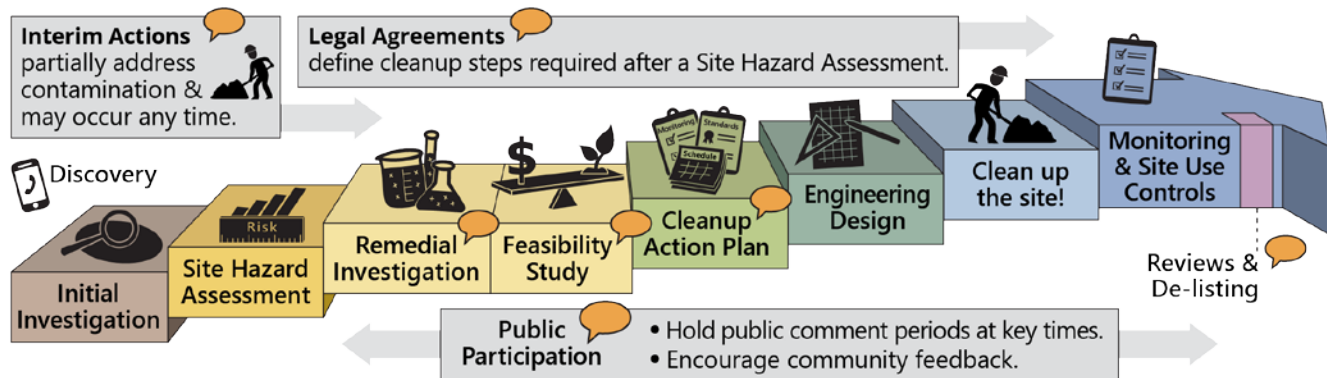 Interim Actions
partially address
contamination &
may occur any time.
Legal Agreements
define cleanup steps required after a Site Hazard Assessment.
Discovery
Initial
Investigation
Risk
Site Hazard
Assessment
Remedial
Investigation
$
Feasibility
Study
Monitoring
Standards
Schedule
Cleanup
Action Plan
Engineering
Design
Clean up
the site!
Monitoring
& Site Use
Controls
Reviews &
De-listing
Public
Participation
• Hold public comment periods at key times.
• Encourage community feedback.